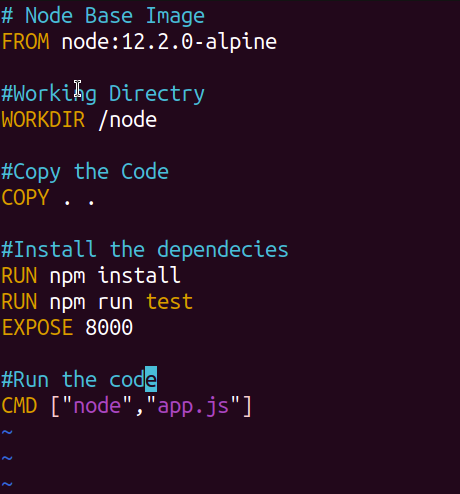 # Node Base Image
FROM node:12.2.0-alpine
#Working Directry
WORKDIR /node
#Copy the Code
COPY . .
#Install the dependecies
RUN npm install
RUN npm run test
EXPOSE 8000
#Run the code
CMD ["node","app.js"]
~
~
~